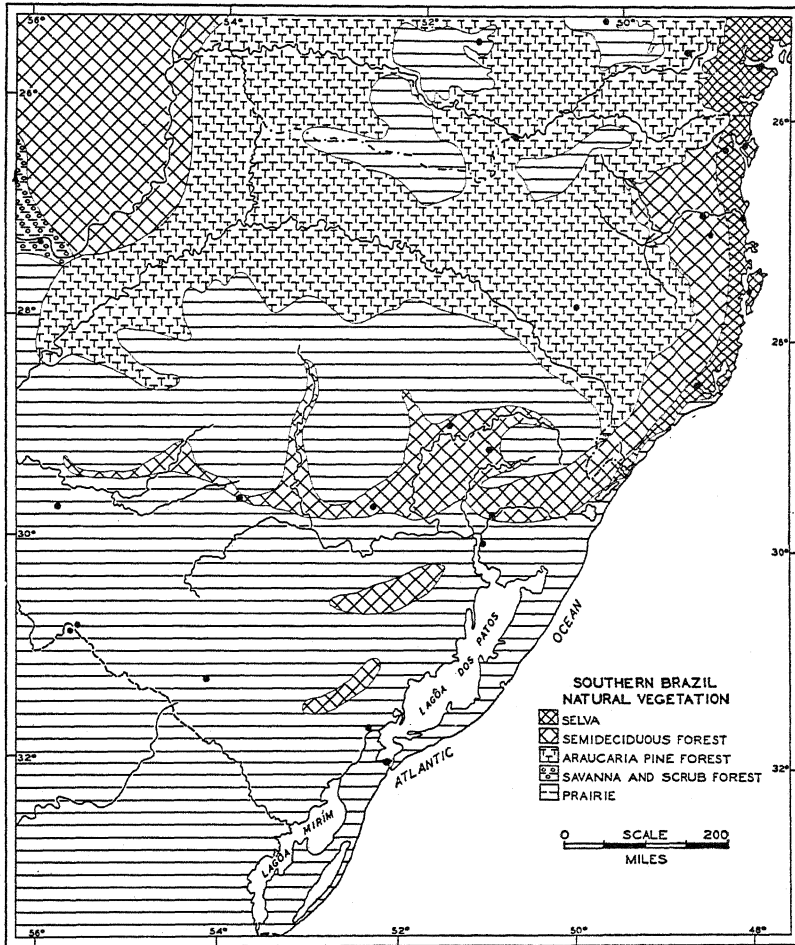 56° 54° 52° 50°
26° 26°
28° 28°
30° 30°
OCEAN
LAGÔA DOS PATOS
SOUTHERN BRAZIL
NATURAL VEGETATION
SELVA
SEMIDECIDUOUS FOREST
ARAUCARIA PINE FOREST
SAVANNA AND SCRUB FOREST
PRAIRIE
32° 32°
ATLANTIC
LAGÔA MIRÍM
0 SCALE 200
MILES
56° 54° 52° 50° 48°